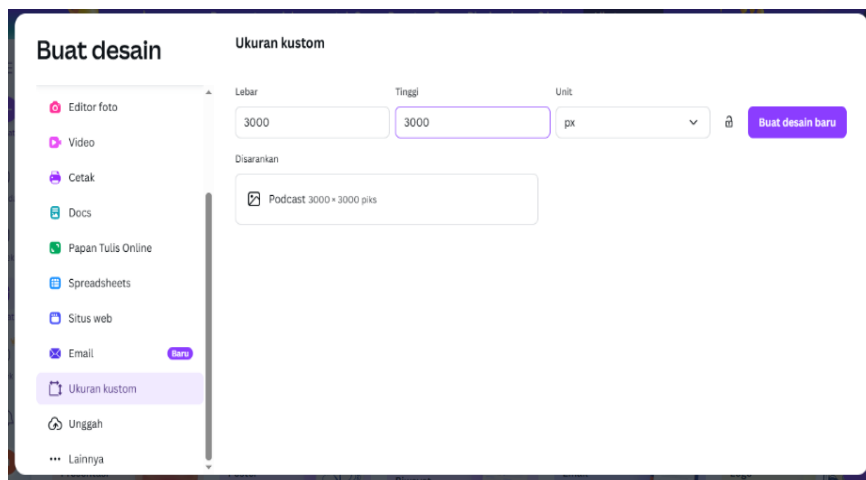 Buat desain
Editor foto
Video
Cetak
Docs
Papan Tulis Online
Spreadsheets
Situs web
Email
Baru
Ukuran kustom
Unggah
Lainnya
Ukuran kustom
Lebar
Tinggi
Unit
3000
3000
px
Buat desain baru
Disarankan
Podcast 3000 × 3000 piks